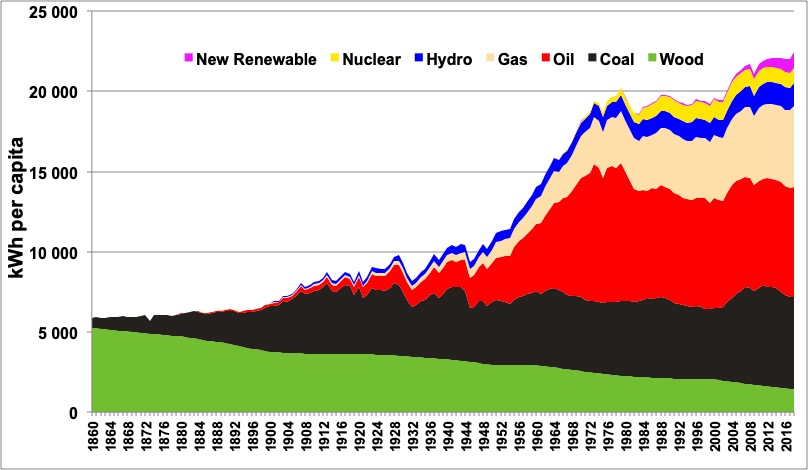 25 000
New Renewable Nuclear Hydro Gas Oil Coal Wood
20 000
15 000
10 000
5 000
0
kWh per capita
1860 1864 1868 1872 1876 1880 1884 1888 1892 1896 1900 1904 1908 1912 1916 1920 1924 1928 1932 1936 1940 1944 1948 1952 1956 1960 1964 1968 1972 1976 1980 1984 1988 1992 1996 2000 2004 2008 2012 2016